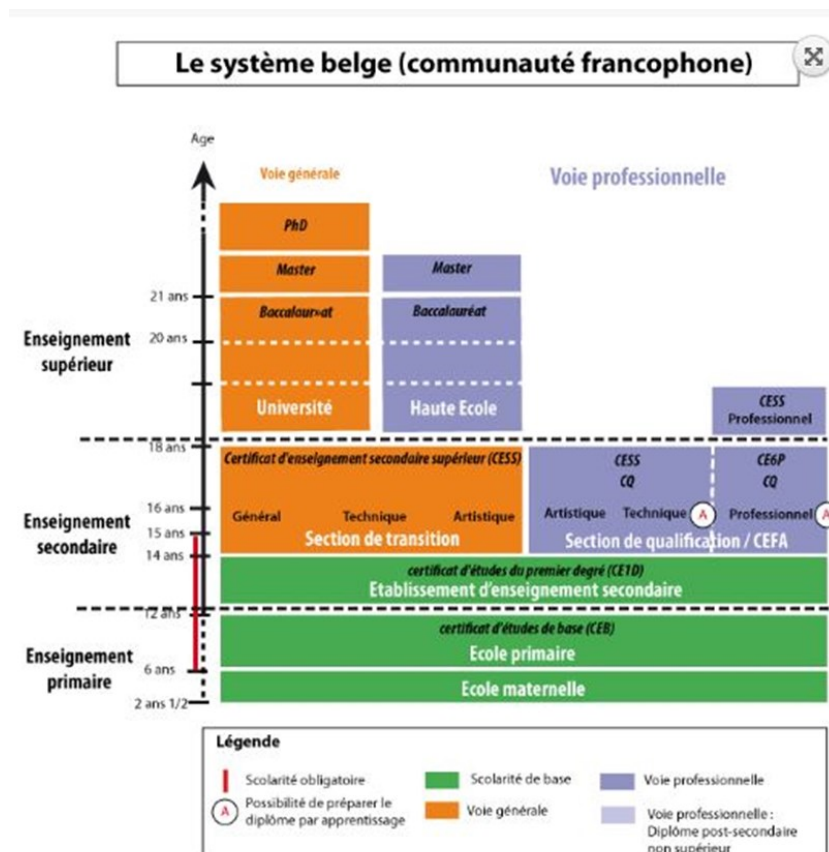 Le système belge (communauté francophone)
Age
Voie générale
Voie professionnelle
PhD
Master
Master
21 ans
Baccalaur»at
Baccalauréat
Enseignement
supérieur
20 ans
Université
Haute Ecole
CESS
Professionnel
18 ans
Certificat d'enseignement secondaire supérieur (CESS)
CESS
CQ
CE6P
CQ
Enseignement
secondaire
16 ans
Général
Technique
Artistique
Artistique
Technique
A
Professionnel
A
15 ans
Section de transition
Section de qualification / CEFA
14 ans
certificat d'études du premier degré (CE1D)
Etablissement d'enseignement secondaire
12 ans
certificat d'études de base (CEB)
Enseignement
primaire
Ecole primaire
6 ans
Ecole maternelle
2 ans 1/2
Légende
Scolarité obligatoire
A
Possibilité de préparer le
diplôme par apprentissage
Scolarité de base
Voie générale
Voie professionnelle
Voie professionnelle :
Diplôme post-secondaire
non supérieur